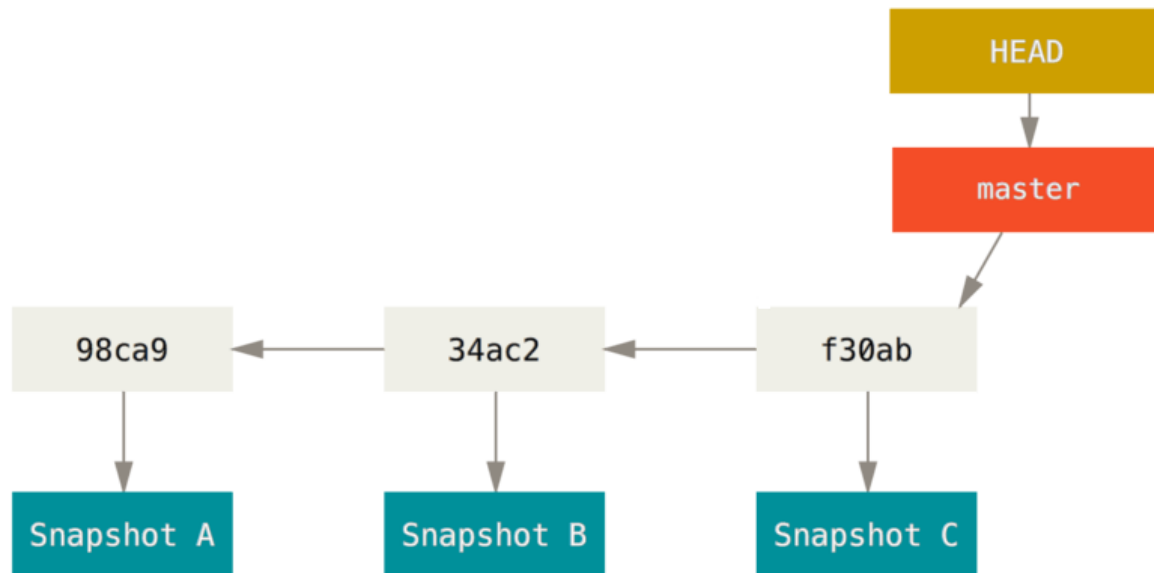 HEAD
master
98ca9
34ac2
f30ab
Snapshot A
Snapshot B
Snapshot C